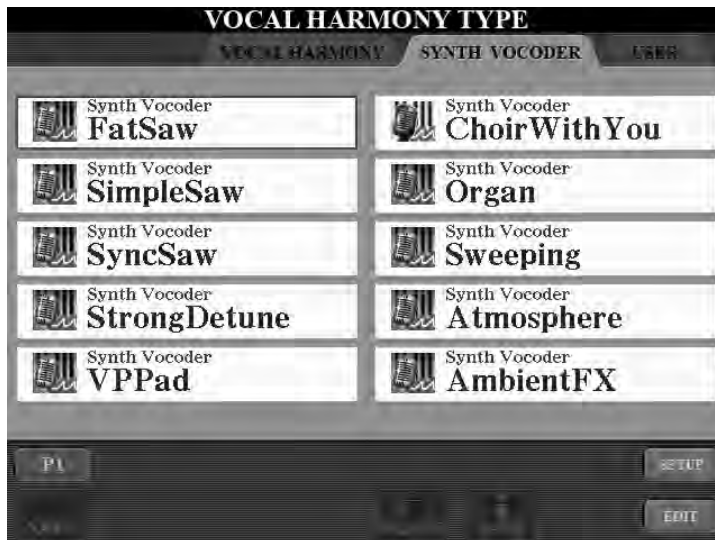 VOCAL HARMONY TYPE
VOCAL HARMONY SYNTH VOCODER USER
Synth Vocoder
FatSaw
Synth Vocoder
SimpleSaw
Synth Vocoder
SyncSaw
Synth Vocoder
StrongDetune
Synth Vocoder
VPPad
Synth Vocoder
ChoirWithYou
Synth Vocoder
Organ
Synth Vocoder
Sweeping
Synth Vocoder
Atmosphere
Synth Vocoder
AmbientFX
P1
SETUP
EDIT